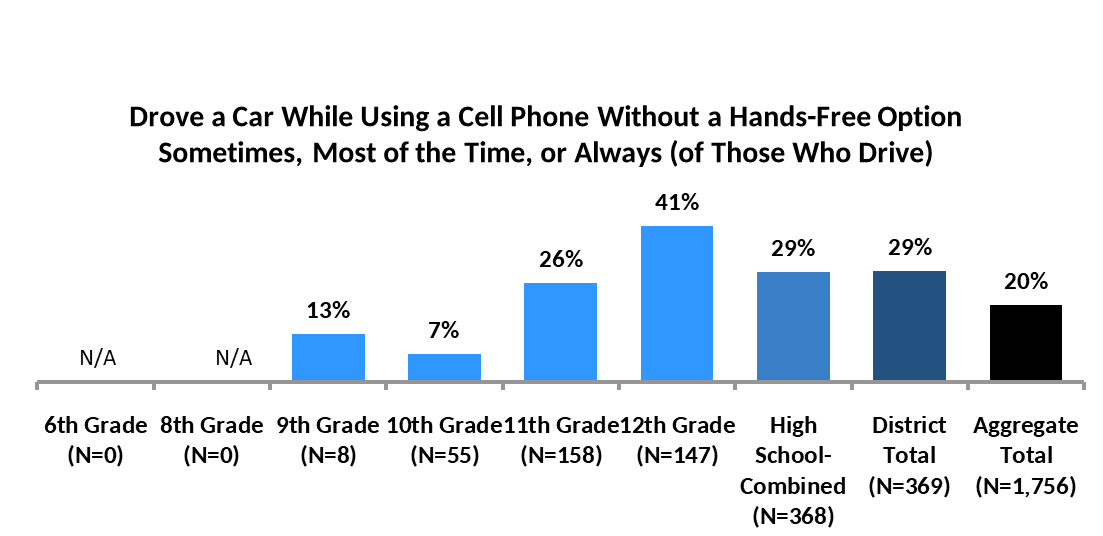 Drove a Car While Using a Cell Phone Without a Hands-Free Option
Sometimes, Most of the Time, or Always (of Those Who Drive)
41%
29%
29%
26%
20%
13%
7%
N/A
N/A
6th Grade
(N=0)
8th Grade
(N=0)
9th Grade
(N=8)
10th Grade
(N=55)
11th Grade
(N=158)
12th Grade
(N=147)
High
School-
Combined
(N=368)
District
Total
(N=369)
Aggregate
Total
(N=1,756)